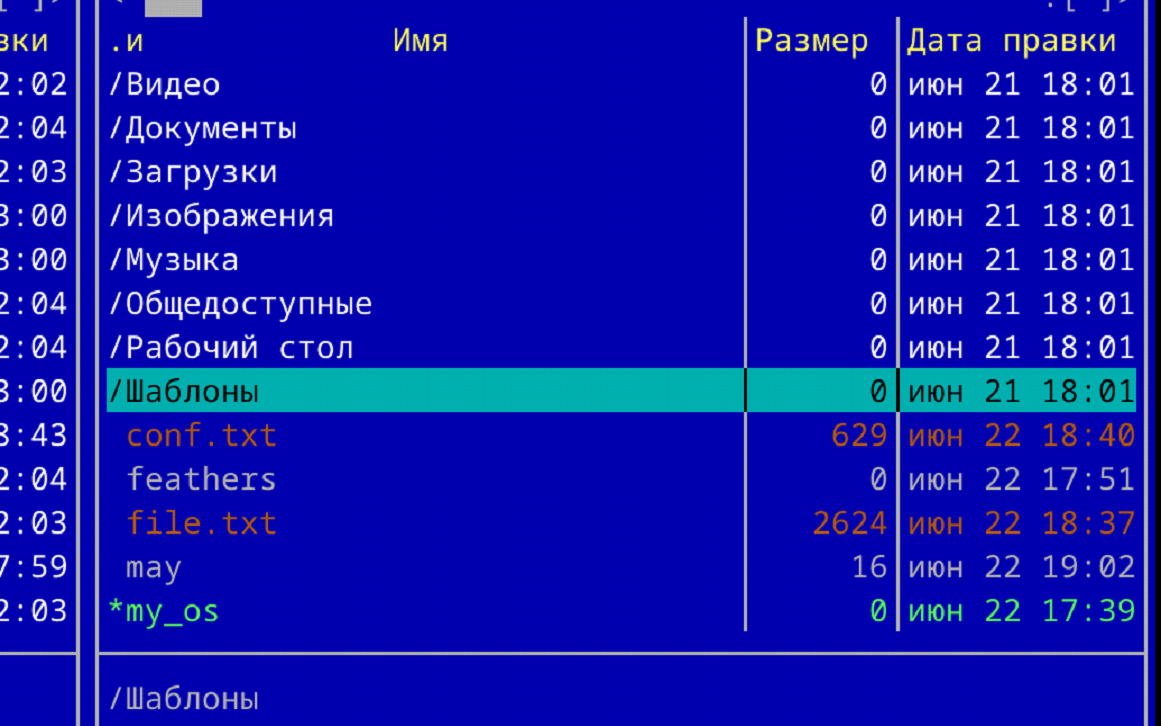 вки .и Имя Размер Дата правки
2:02 /Видео 0 июн 21 18:01
2:04 /Документы 0 июн 21 18:01
2:03 /Загрузки 0 июн 21 18:01
3:00 /Изображения 0 июн 21 18:01
3:00 /Музыка 0 июн 21 18:01
2:04 /Общедоступные 0 июн 21 18:01
2:04 /Рабочий стол 0 июн 21 18:01
3:00 /Шаблоны 0 июн 21 18:01
8:43 conf.txt 629 июн 22 18:40
2:04 feathers 0 июн 22 17:51
2:03 file.txt 2624 июн 22 18:37
7:59 may 16 июн 22 19:02
2:03 *my_os 0 июн 22 17:39
/Шаблоны